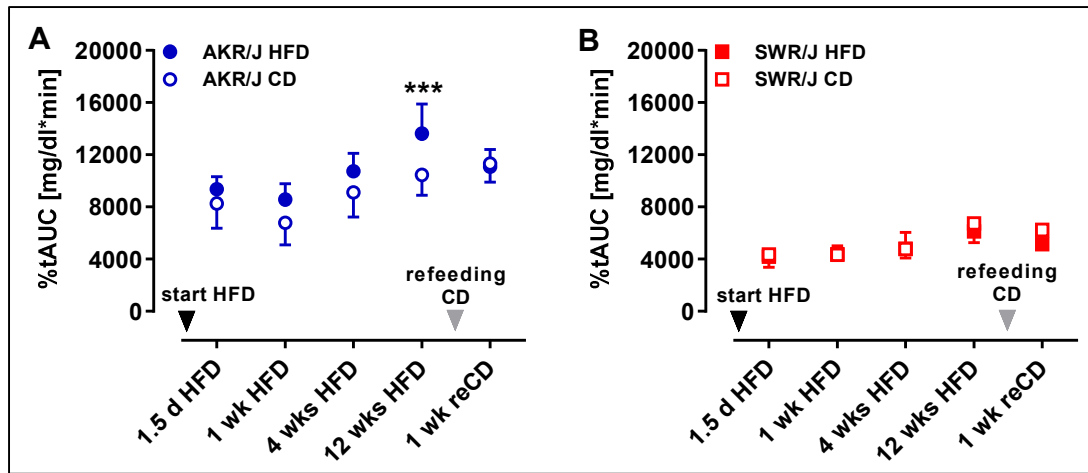 A
20000
16000
12000
8000
4000
0
%tAUC [mg/dl*min]
AKR/J HFD
AKR/J CD
***
start HFD
refeeding
CD
1.5 d HFD
1 wk HFD
4 wks HFD
12 wks HFD
1 wk reCD
B
20000
16000
12000
8000
4000
0
%tAUC [mg/dl*min]
SWR/J HFD
SWR/J CD
start HFD
refeeding
CD
1.5 d HFD
1 wk HFD
4 wks HFD
12 wks HFD
1 wk reCD